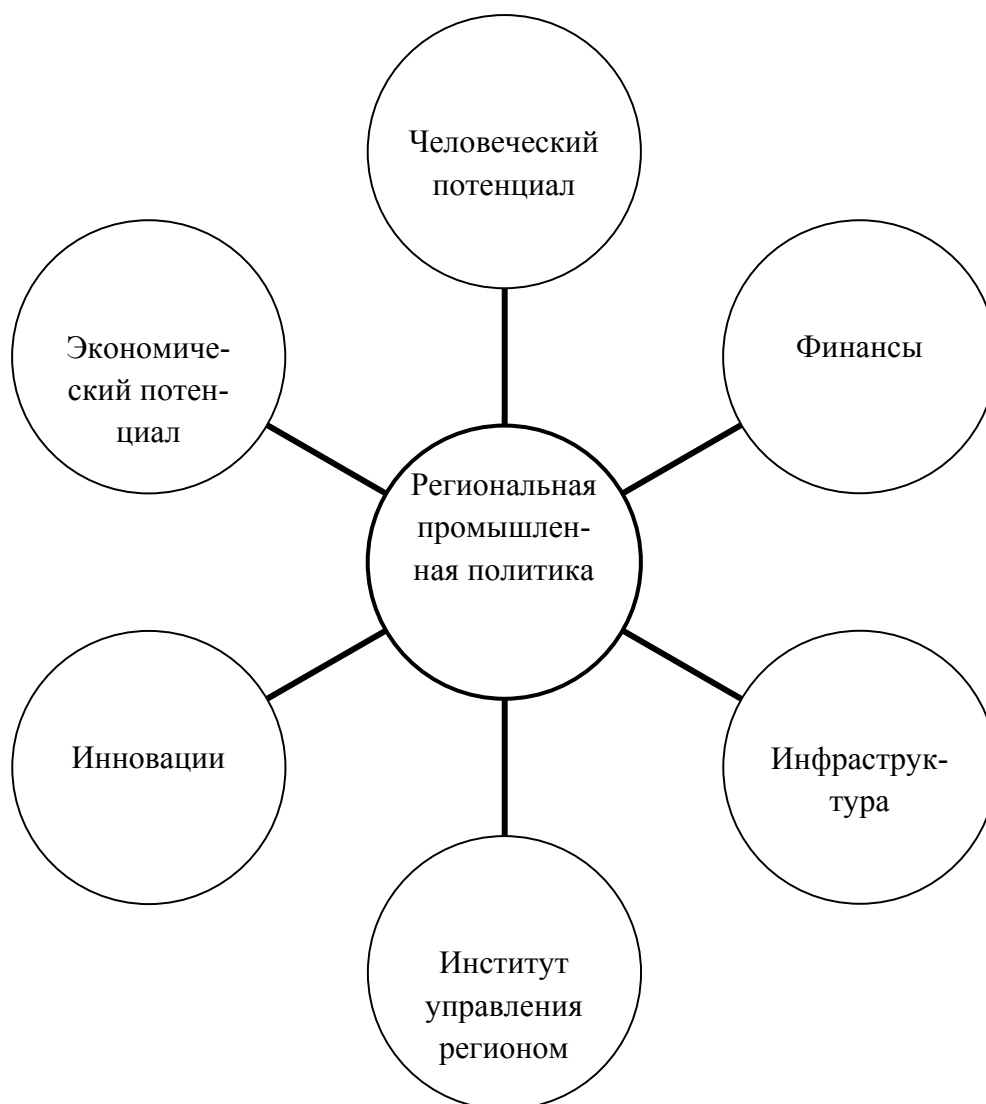 Человеческий
потенциал
Экономиче-
ский потен-
циал
Финансы
Региональная
промышлен-
ная политика
Инновации
Инфраструк-
тура
Институт
управления
регионом